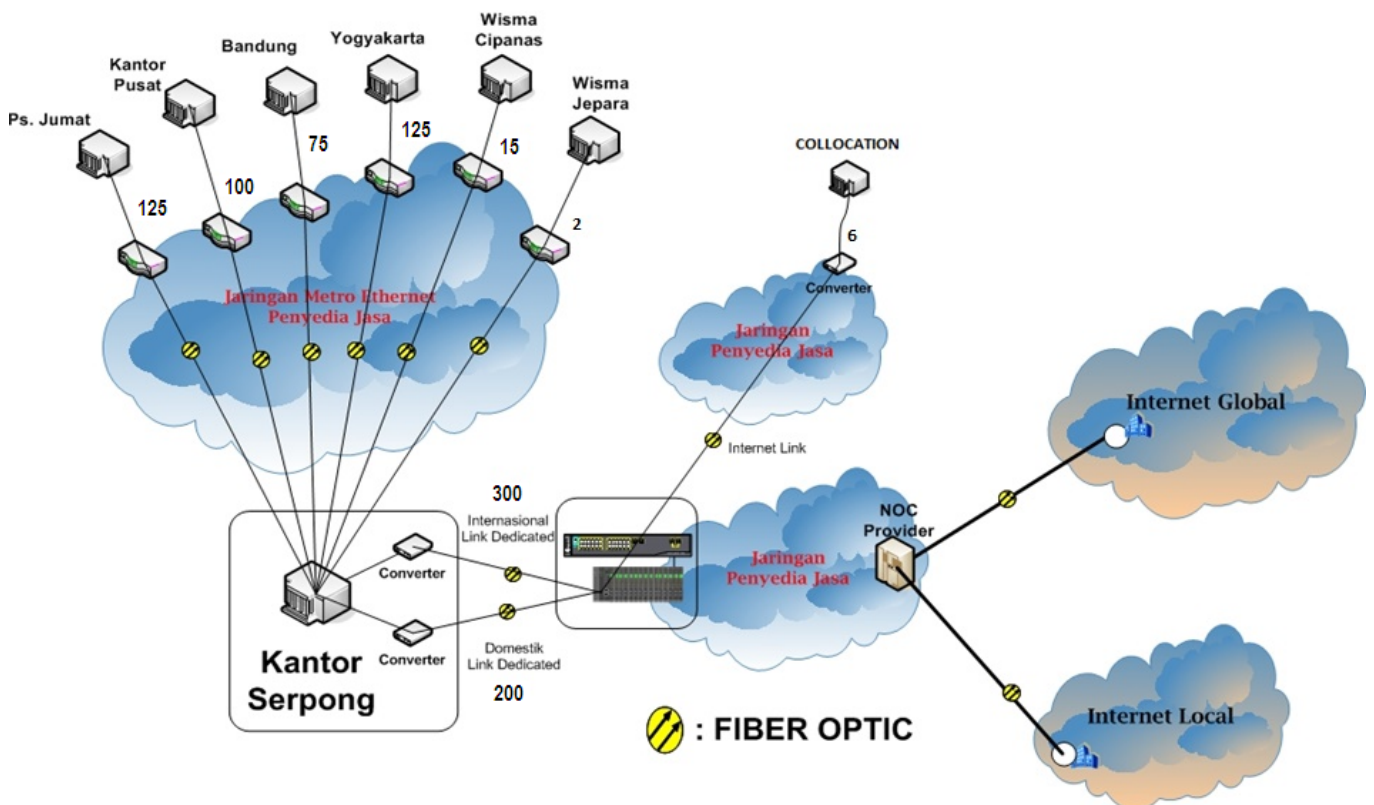 Ps. Jumat
Kantor
Pusat
Bandung
Yogyakarta
Wisma
Cipanas
Wisma
Jepara
125
100
75
125
15
2
Jaringan Metro Ethernet
Penyedia Jasa
COLLOCATION
6
Converter
Jaringan
Penyedia Jasa
Internet Link
Internet Global
300
Internasional
Link Dedicated
Converter
NOC
Provider
Jaringan
Penyedia Jasa
Converter
Kantor
Serpong
Domestik
Link Dedicated
200
: FIBER OPTIC
Internet Local